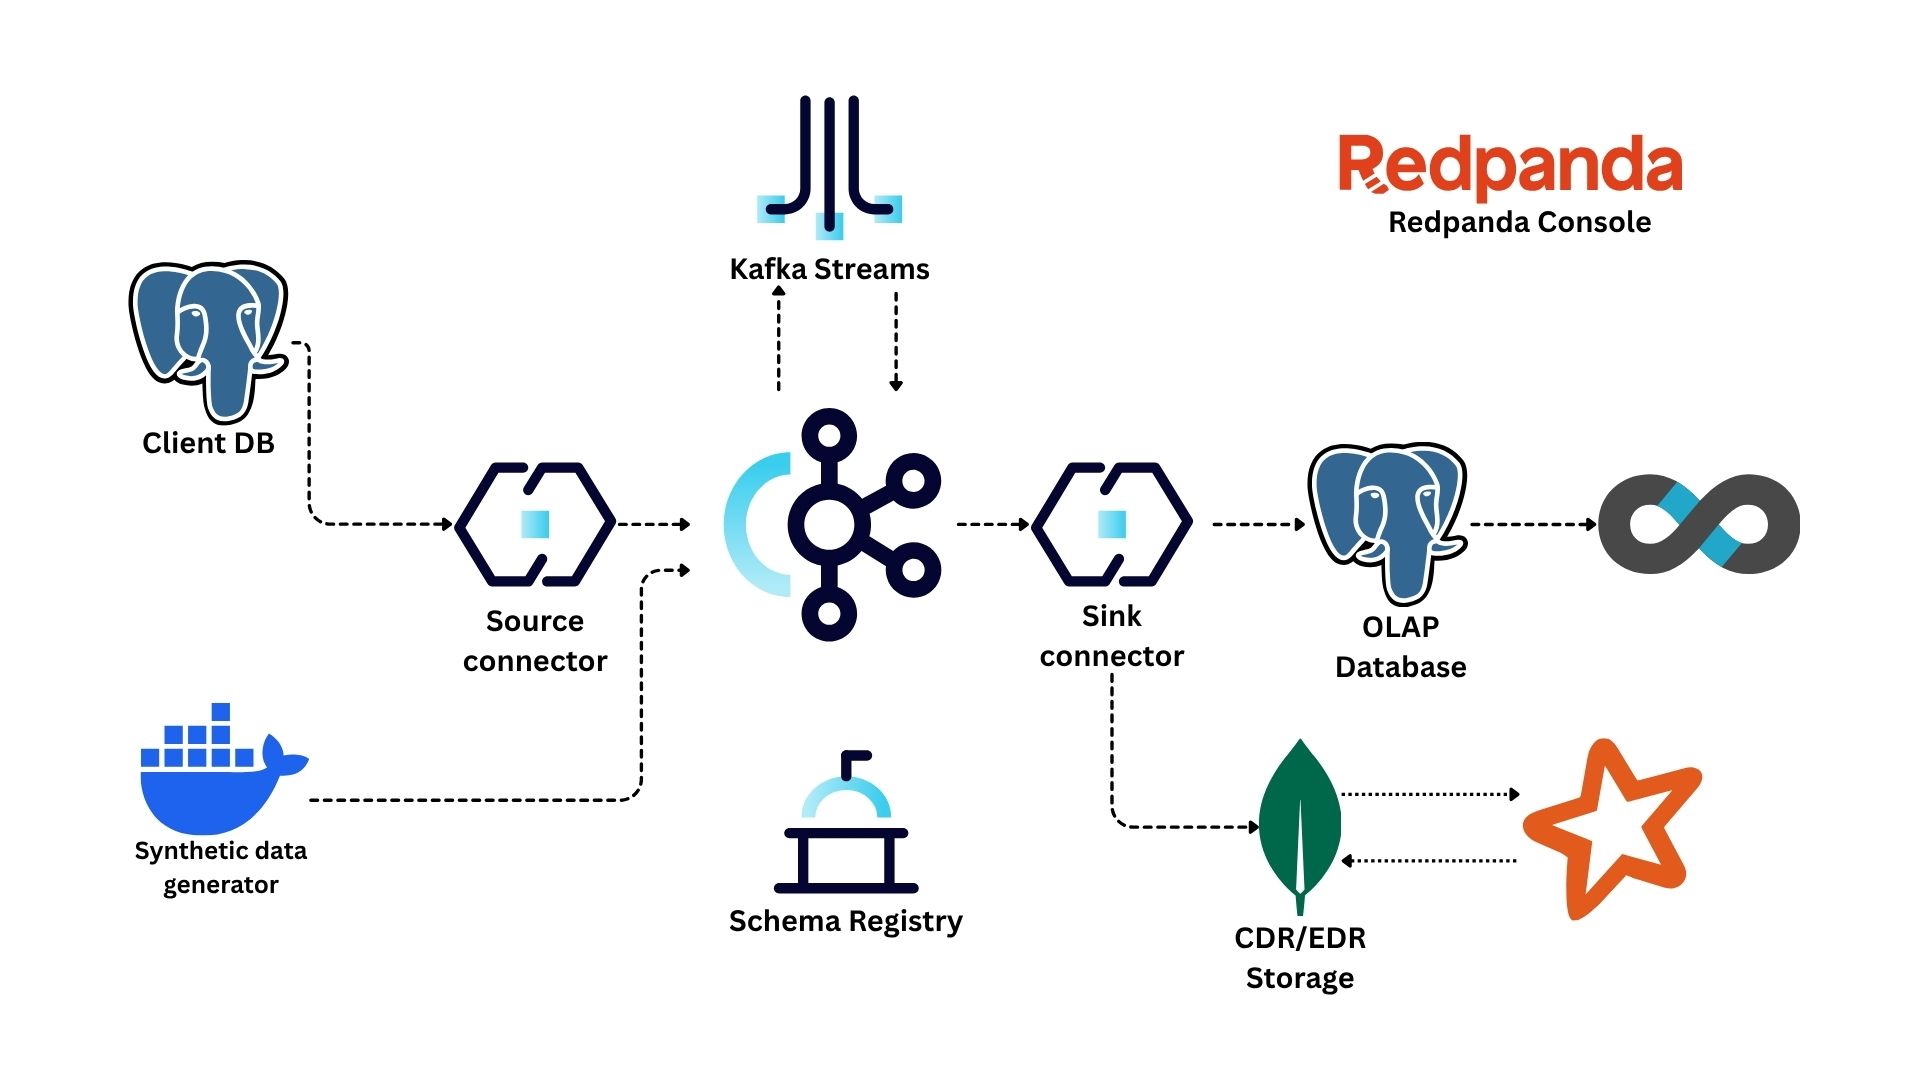 Kafka Streams
Redpanda
Redpanda Console
Client DB
Source
connector
Sink
connector
OLAP
Database
Synthetic data
generator
Schema Registry
CDR/EDR
Storage